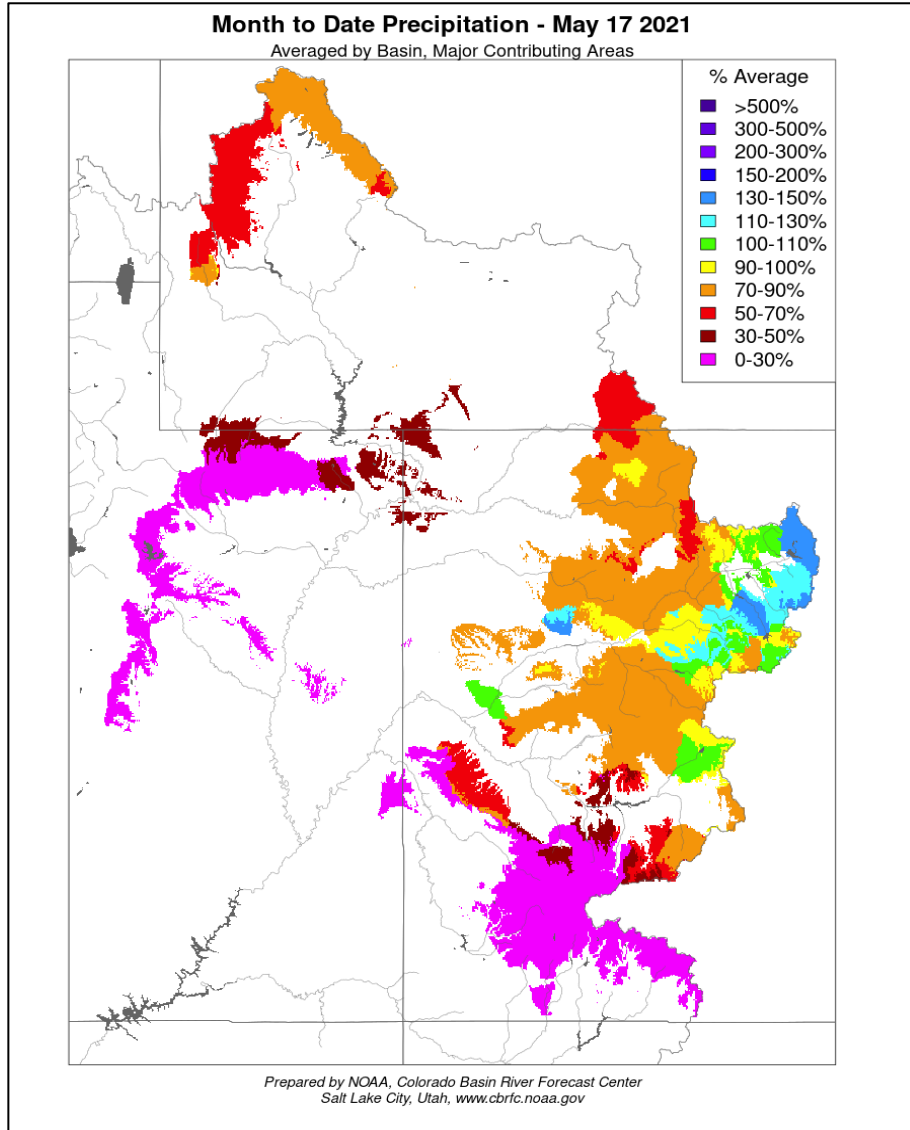 Month to Date Precipitation - May 17 2021
Averaged by Basin, Major Contributing Areas
% Average
>500%
300-500%
200-300%
150-200%
130-150%
110-130%
100-110%
90-100%
70-90%
50-70%
30-50%
0-30%
Prepared by NOAA, Colorado Basin River Forecast Center
Salt Lake City, Utah, www.cbrfc.noaa.gov